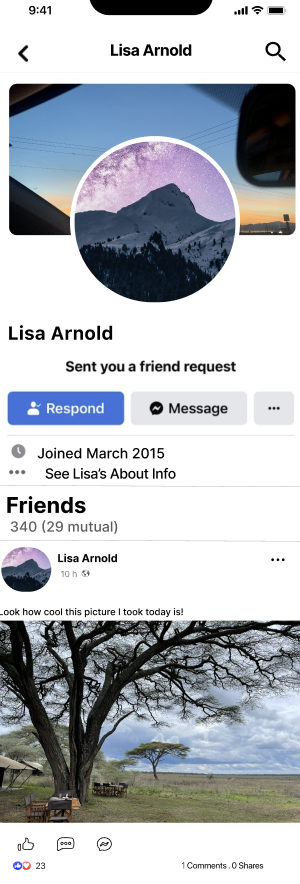 9:41
Lisa Arnold
Lisa Arnold
Sent you a friend request
Respond
Message
Joined March 2015
See Lisa's About Info
Friends
340 (29 mutual)
Lisa Arnold
10 h
Look how cool this picture I took today is!
23
1 Comments . 0 Shares